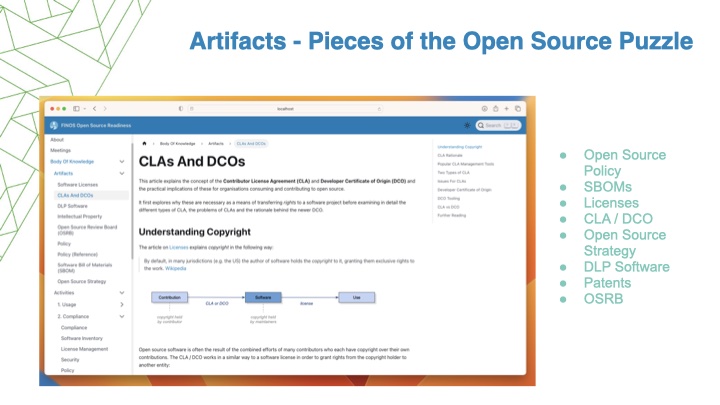 Artifacts - Pieces of the Open Source Puzzle
localhost
FINOS Open Source Readiness
Search
About
Meetings
Body Of Knowledge
Artifacts
Software Licenses
CLAs And DCOs
DLP Software
Intellectual Property
Open Source Review Board
(OSRB)
Policy
Policy (Reference)
Software Bill of Materials
(SBOM)
Open Source Strategy
Activities
1. Usage
2. Compliance
Compliance
Software Inventory
License Management
Security
Policy
Body Of Knowledge
Artifacts
CLAs And DCOs
CLAs And DCOs
This article explains the concept of the Contributor License Agreement (CLA) and Developer Certificate of Origin (DCO) and
the practical implications of these for organisations consuming and contributing to open source.
It first explores why these are necessary as a means of transferring rights to a software project before examining in detail the
different types of CLA, the problems of CLAs and the rationale behind the newer DCO.
Understanding Copyright
The article on Licenses explains copyright in the following way:
By default, in many jurisdictions (e.g. the US) the author of software holds the copyright to it, granting them exclusive rights to
the work. Wikipedia
Contribution
CLA or DCO
Software
license
Use
copyright held
by contributor
copyright held
by maintainers
Open source software is often the result of the combined efforts of many contributors who each have copyright over their own
contributions. The CLA / DCO works in a similar way to a software license in order to grant rights from the copyright holder to
another entity:
Understanding Copyright
CLA Rationale
Popular CLA Management Tools
Two Types of CLA
Issues For CLAs
Developer Certificate of Origin
DCO Tooling
CLA vs DCO
Further Reading
● Open Source
Policy
● SBOMs
● Licenses
● CLA / DCO
● Open Source
Strategy
● DLP Software
● Patents
● OSRB